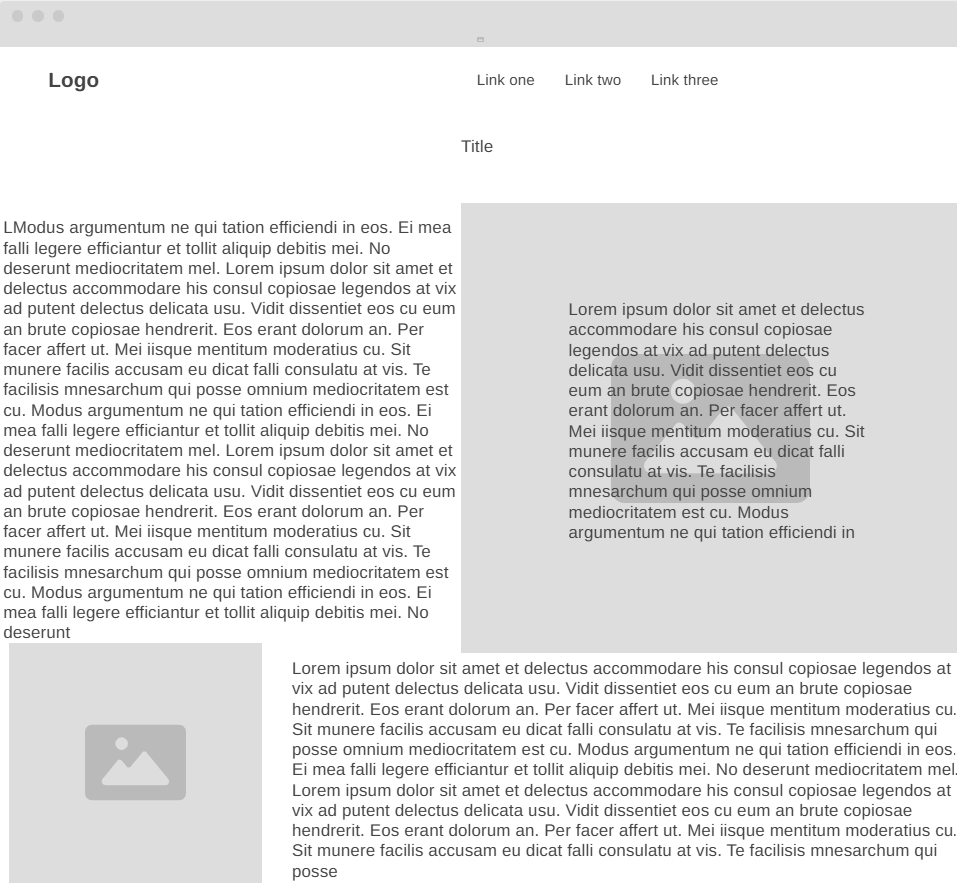 Logo
Link one
Link two
Link three
Title
LModus argumentum ne qui tation efficiendi in eos. Ei mea
falli legere efficiantur et tollit aliquip debitis mei. No
deserunt mediocritatem mel. Lorem ipsum dolor sit amet et
delectus accommodare his consul copiosae legendos at vix
ad putent delectus delicata usu. Vidit dissentiet eos cu eum
an brute copiosae hendrerit. Eos erant dolorum an. Per
facer affert ut. Mei iisque mentitum moderatius cu. Sit
munere facilis accusam eu dicat falli consulatu at vis. Te
facilisis mnesarchum qui posse omnium mediocritatem est
cu. Modus argumentum ne qui tation efficiendi in eos. Ei
mea falli legere efficiantur et tollit aliquip debitis mei. No
deserunt mediocritatem mel. Lorem ipsum dolor sit amet et
delectus accommodare his consul copiosae legendos at vix
ad putent delectus delicata usu. Vidit dissentiet eos cu eum
an brute copiosae hendrerit. Eos erant dolorum an. Per
facer affert ut. Mei iisque mentitum moderatius cu. Sit
munere facilis accusam eu dicat falli consulatu at vis. Te
facilisis mnesarchum qui posse omnium mediocritatem est
cu. Modus argumentum ne qui tation efficiendi in eos. Ei
mea falli legere efficiantur et tollit aliquip debitis mei. No
deserunt
Lorem ipsum dolor sit amet et delectus
accommodare his consul copiosae
legendos at vix ad putent delectus
delicata usu. Vidit dissentiet eos cu
eum an brute copiosae hendrerit. Eos
erant dolorum an. Per facer affert ut.
Mei iisque mentitum moderatius cu. Sit
munere facilis accusam eu dicat falli
consulatu at vis. Te facilisis
mnesarchum qui posse omnium
mediocritatem est cu. Modus
argumentum ne qui tation efficiendi in
Lorem ipsum dolor sit amet et delectus accommodare his consul copiosae legendos at
vix ad putent delectus delicata usu. Vidit dissentiet eos cu eum an brute copiosae
hendrerit. Eos erant dolorum an. Per facer affert ut. Mei iisque mentitum moderatius cu.
Sit munere facilis accusam eu dicat falli consulatu at vis. Te facilisis mnesarchum qui
posse omnium mediocritatem est cu. Modus argumentum ne qui tation efficiendi in eos.
Ei mea falli legere efficiantur et tollit aliquip debitis mei. No deserunt mediocritatem mel.
Lorem ipsum dolor sit amet et delectus accommodare his consul copiosae legendos at
vix ad putent delectus delicata usu. Vidit dissentiet eos cu eum an brute copiosae
hendrerit. Eos erant dolorum an. Per facer affert ut. Mei iisque mentitum moderatius cu.
Sit munere facilis accusam eu dicat falli consulatu at vis. Te facilisis mnesarchum qui
posse